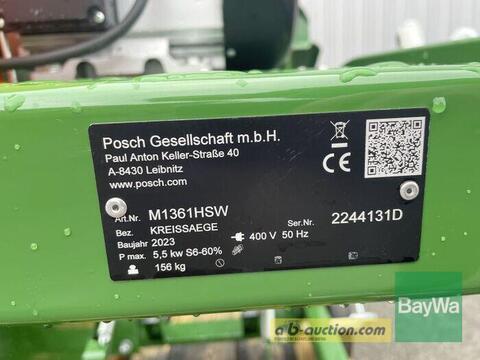 Posch Gesellschaft m.b.H.
Paul Anton Keller-Straße 40
A-8430 Leibnitz
www.posch.com
Art.Nr. M1361HSW Ser.Nr. 2244131D
Bez. KREISSAEGE
Baujahr 2023 400 V 50 Hz
P max. 5,5 kw S6-60%
156 kg
BayWa
a-b-auction.com